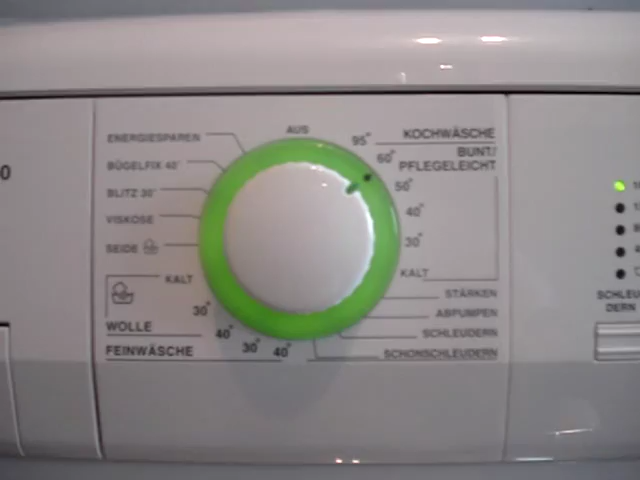 AUS
ENERGIESPAREN
BÜGELFIX 40'
BLITZ 30'
VISKOSE
SEIDE
KALT
30°
WOLLE
40°
FEINWÄSCHE
30°
40°
95°
KOCHWÄSCHE
60°
BUNT/
PFLEGELEICHT
50°
40°
30°
KALT
STÄRKEN
ABPUMPEN
SCHLEUDERN
SCHONSCHLEUDERN
0
SCHLEU
DERN